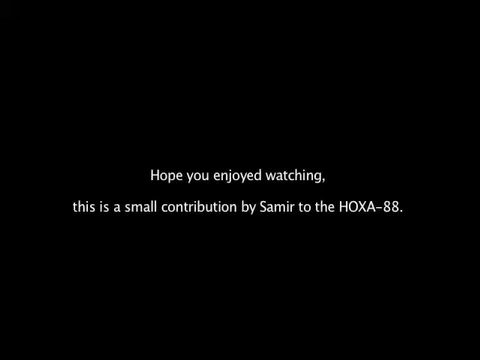 Hope you enjoyed watching,
this is a small contribution by Samir to the HOXA-88.